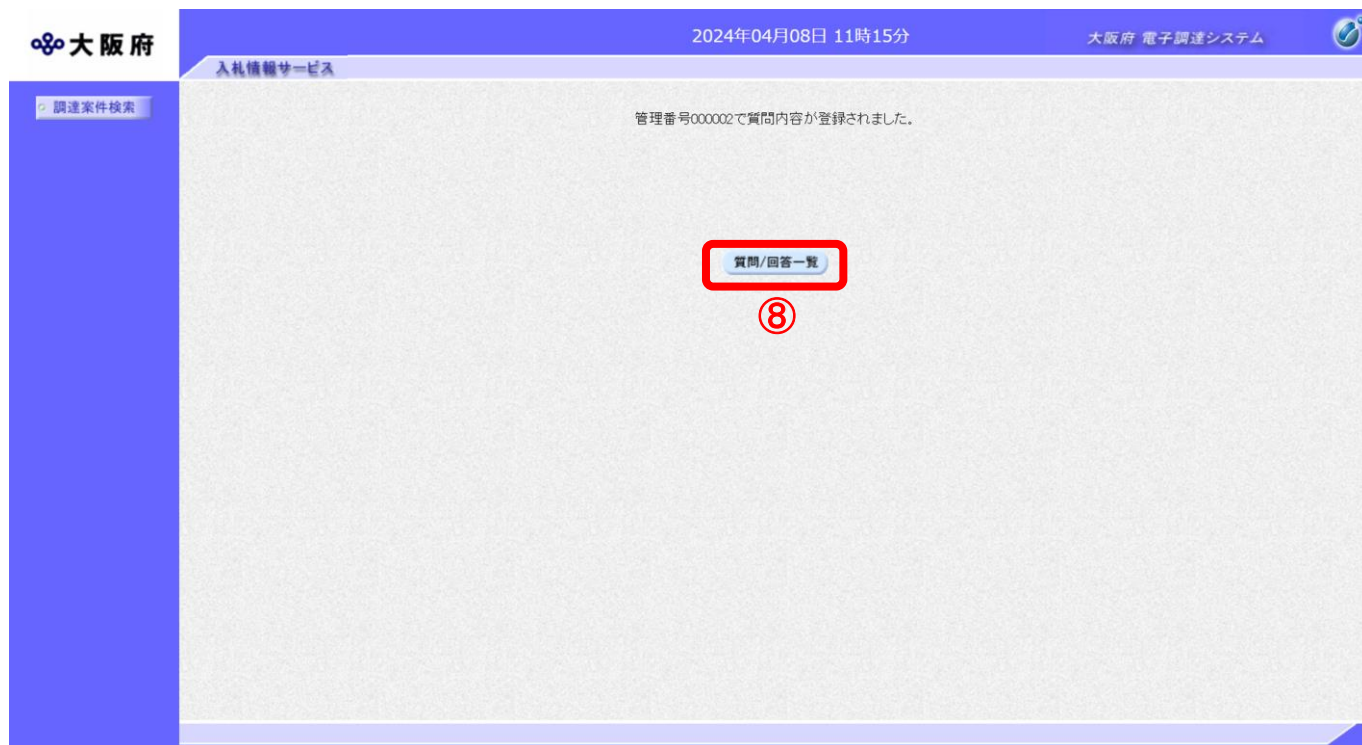 大阪府
2024年04月08日 11時15分
大阪府 電子調達システム
入札情報サービス
調達案件検索
管理番号000002で質問内容が登録されました。
質問/回答一覧
⑧